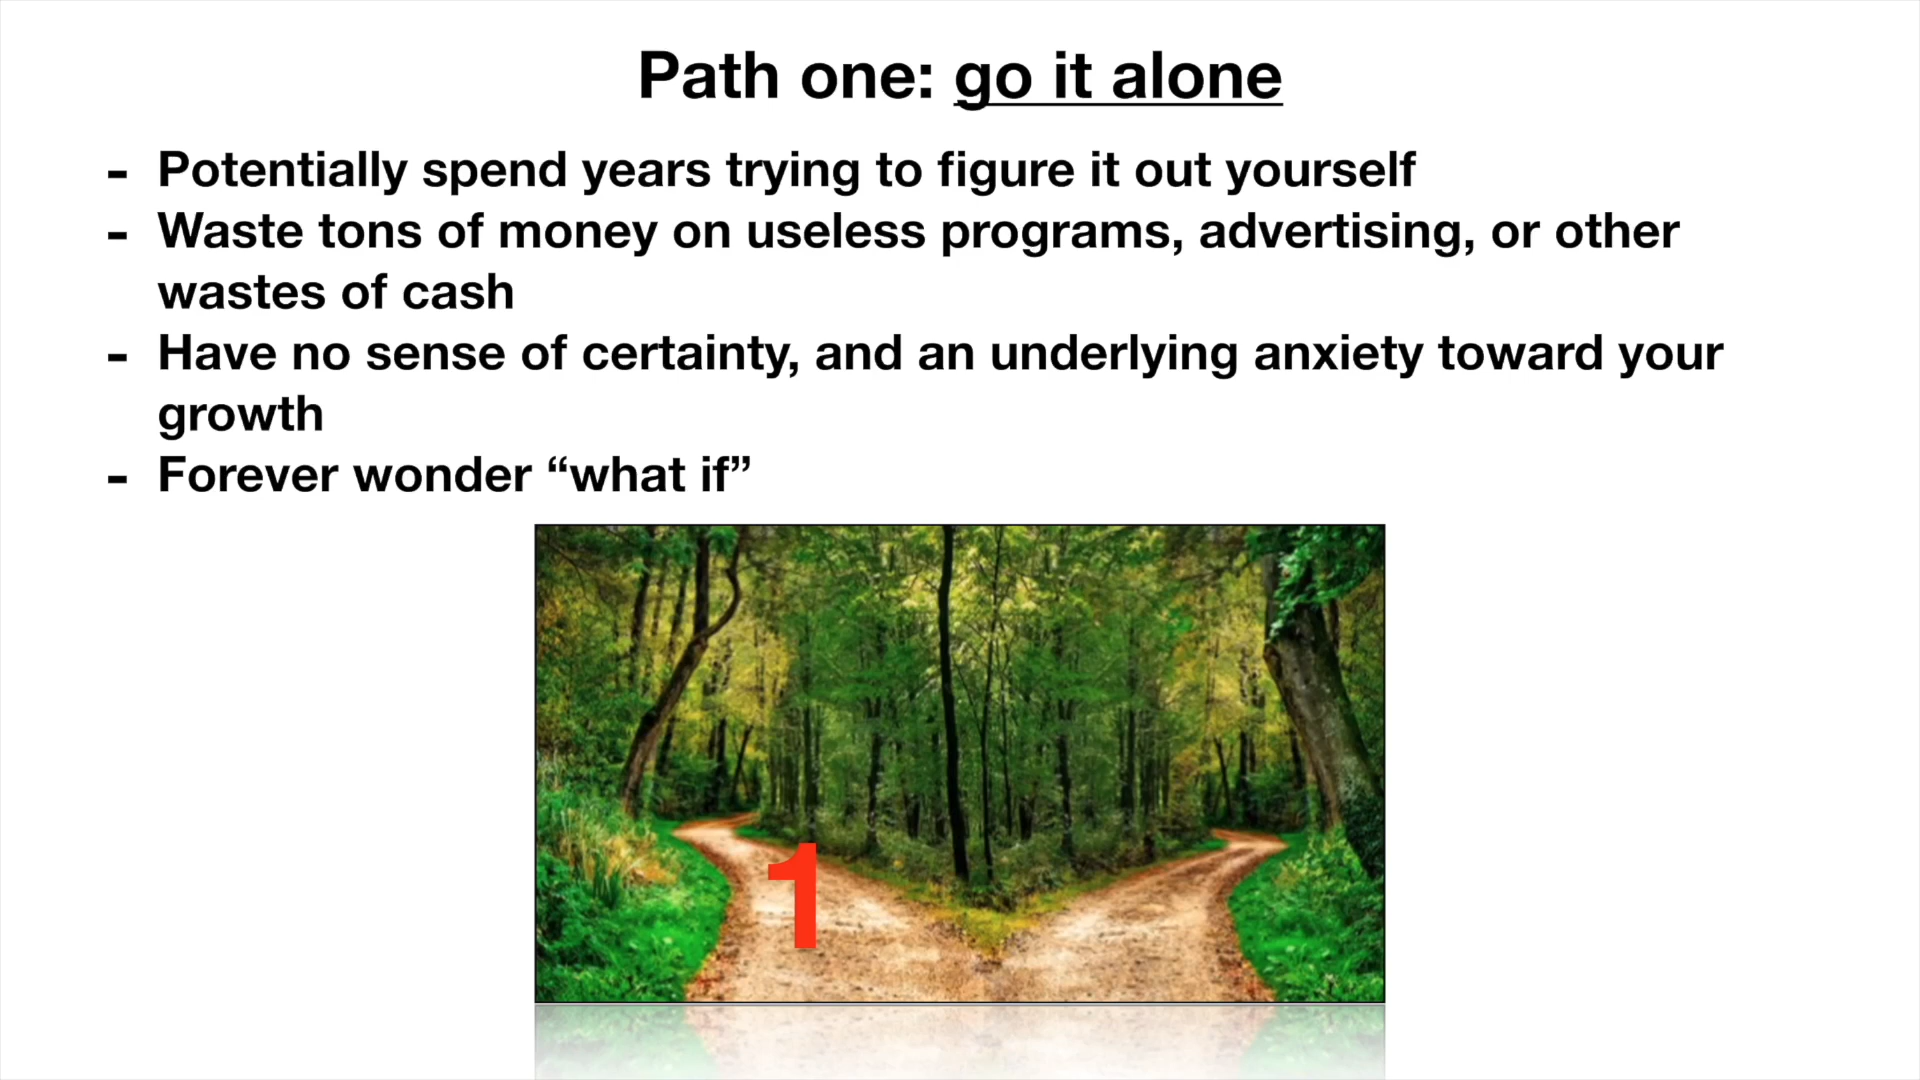 Path one: go it alone
- Potentially spend years trying to figure it out yourself
- Waste tons of money on useless programs, advertising, or other
wastes of cash
- Have no sense of certainty, and an underlying anxiety toward your
growth
- Forever wonder “what if”
1